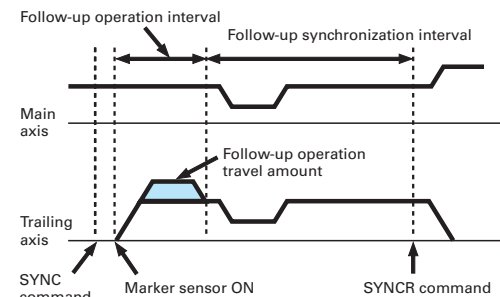 Follow-up operation interval
Follow-up synchronization interval
Main
axis
Follow-up operation
travel amount
Trailing
axis
SYNC
command
Marker sensor ON
SYNCR command